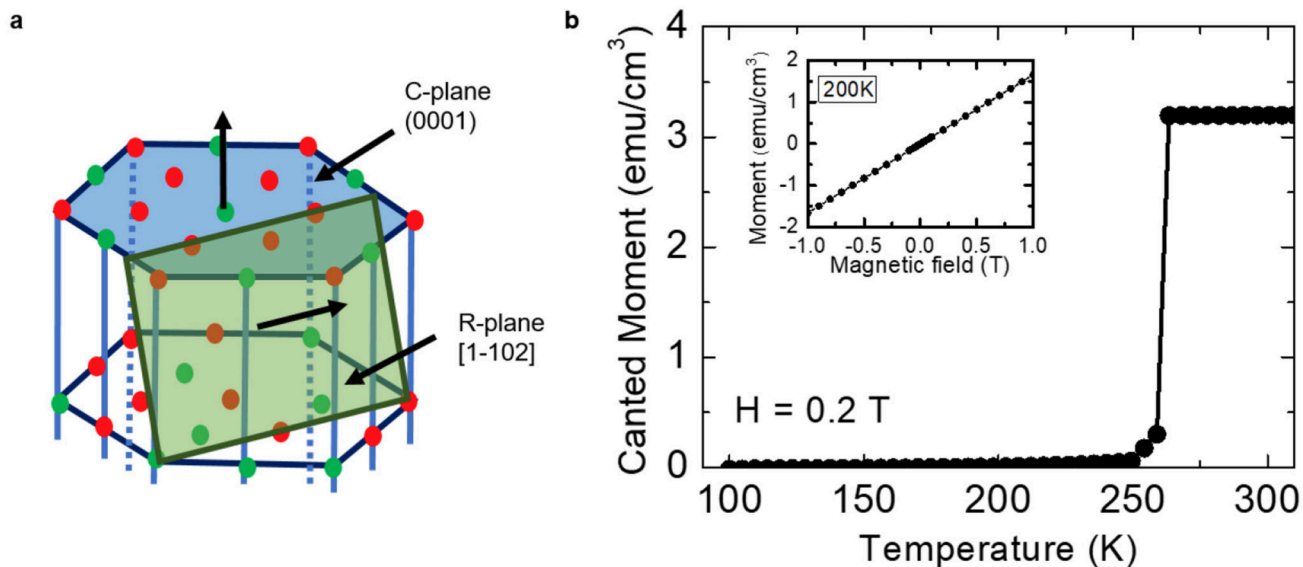 a
C-plane
(0001)
R-plane
[1-102]
b
Canted Moment (emu/cm³)
4
3
2
1
0
100
150
200
250
300
Temperature (K)
H = 0.2 T
200K
Moment (emu/cm³)
2
1
0
-1
-2
-1.0
-0.5
0.0
0.5
1.0
Magnetic field (T)